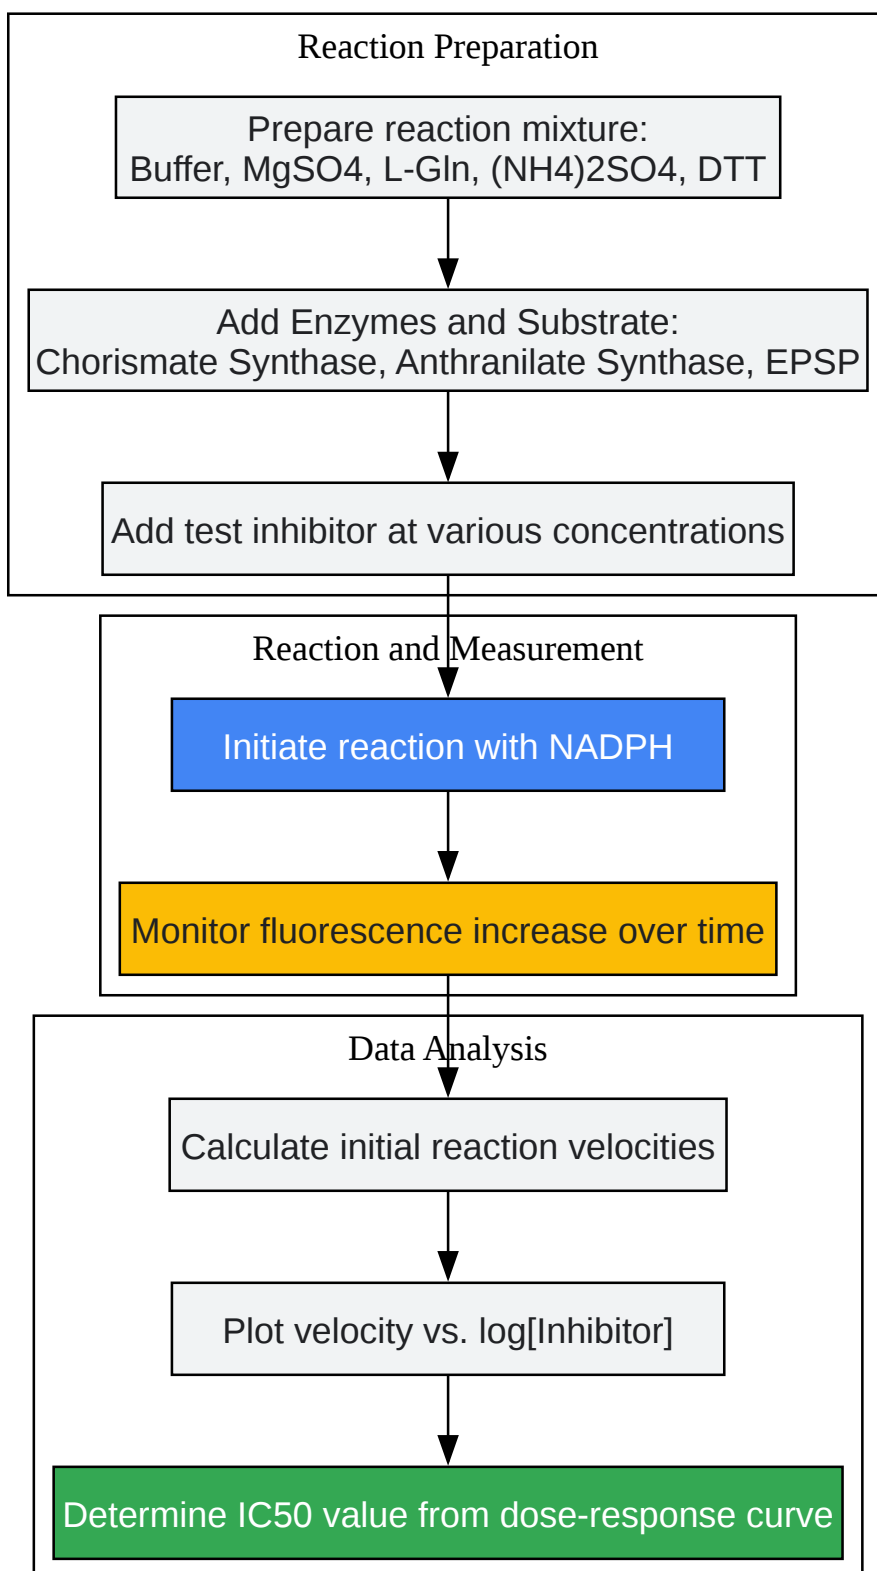 Reaction Preparation
Prepare reaction mixture:
Buffer, MgSO4, L-Gln, (NH4)2SO4, DTT
Add Enzymes and Substrate:
Chorismate Synthase, Anthranilate Synthase, EPSP
Add test inhibitor at various concentrations
Reaction and Measurement
Initiate reaction with NADPH
Monitor fluorescence increase over time
Data Analysis
Calculate initial reaction velocities
Plot velocity vs. log[Inhibitor]
Determine IC50 value from dose-response curve